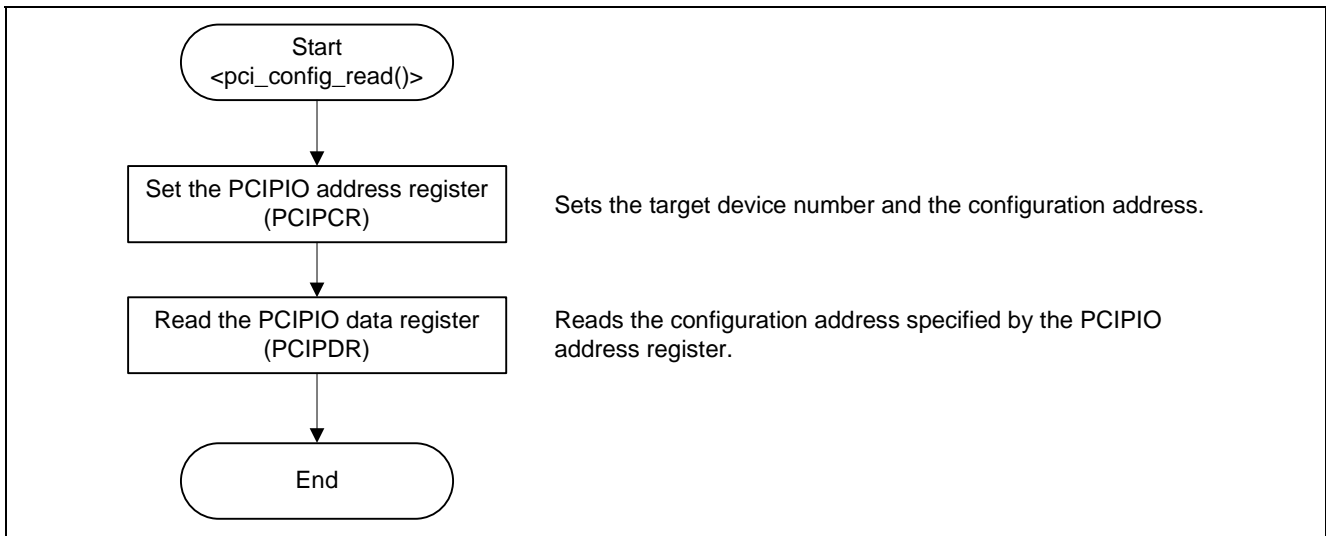 Start
<pci_config_read()>
Set the PCIPIO address register
(PCIPCR)
Sets the target device number and the configuration address.
Read the PCIPIO data register
(PCIPDR)
Reads the configuration address specified by the PCIPIO
address register.
End